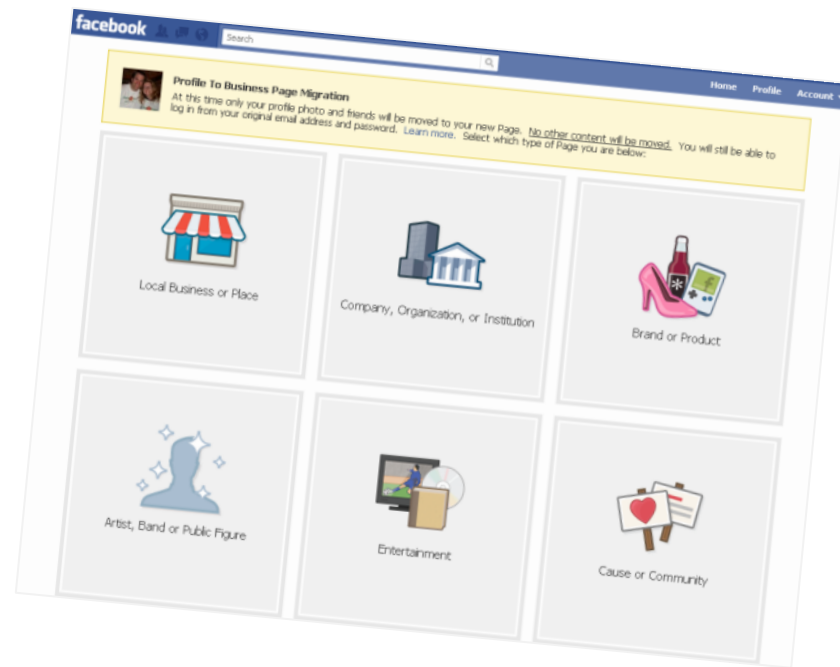 facebook
Search
Home Profile Account
Profile To Business Page Migration
At this time only your profile photo and friends will be moved to your new Page. No other content will be moved. You will still be able to
log in from your original email address and password. Learn more. Select which type of Page you are below:
Local Business or Place
Company, Organization, or Institution
Brand or Product
Artist, Band or Public Figure
Entertainment
Cause or Community